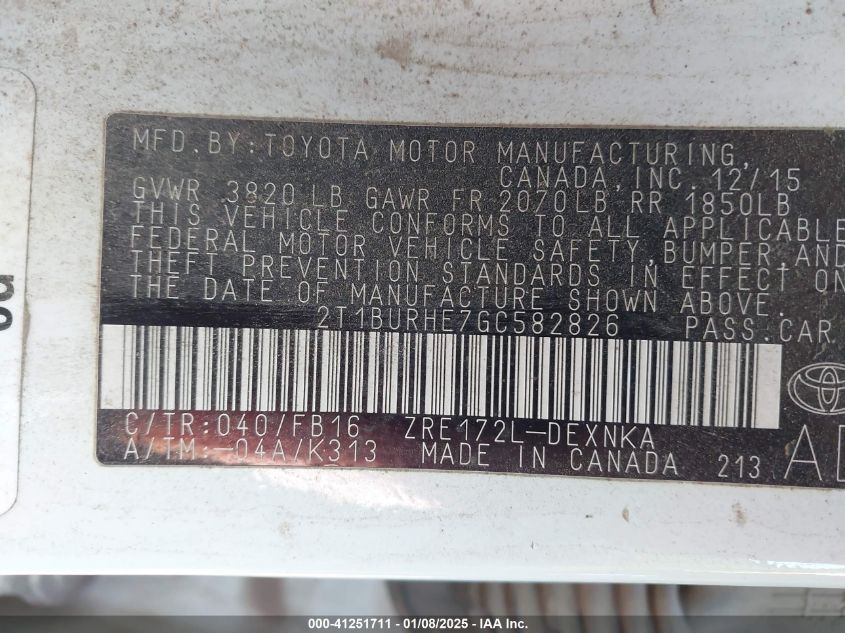 MFD.BY:TOYOTA MOTOR MANUFACTURING,
CANADA,INC. 12/15
GVWR 3820 LB GAWR FR 2070LB RR 1850LB
THIS VEHICLE CONFORMS TO ALL APPLICABLE
FEDERAL MOTOR VEHICLE SAFETY,BUMPER AND
THEFT PREVENTION STANDARDS IN EFFECT ON
THE DATE OF MANUFACTURE SHOWN ABOVE.
2T1BURHE7GC582826 PASS.CAR
C/TR:040/FB16 ZRE172L-DEXNKA
A/TM:-04A/K313 MADE IN CANADA 213
000-41251711 - 01/08/2025 - IAA Inc.